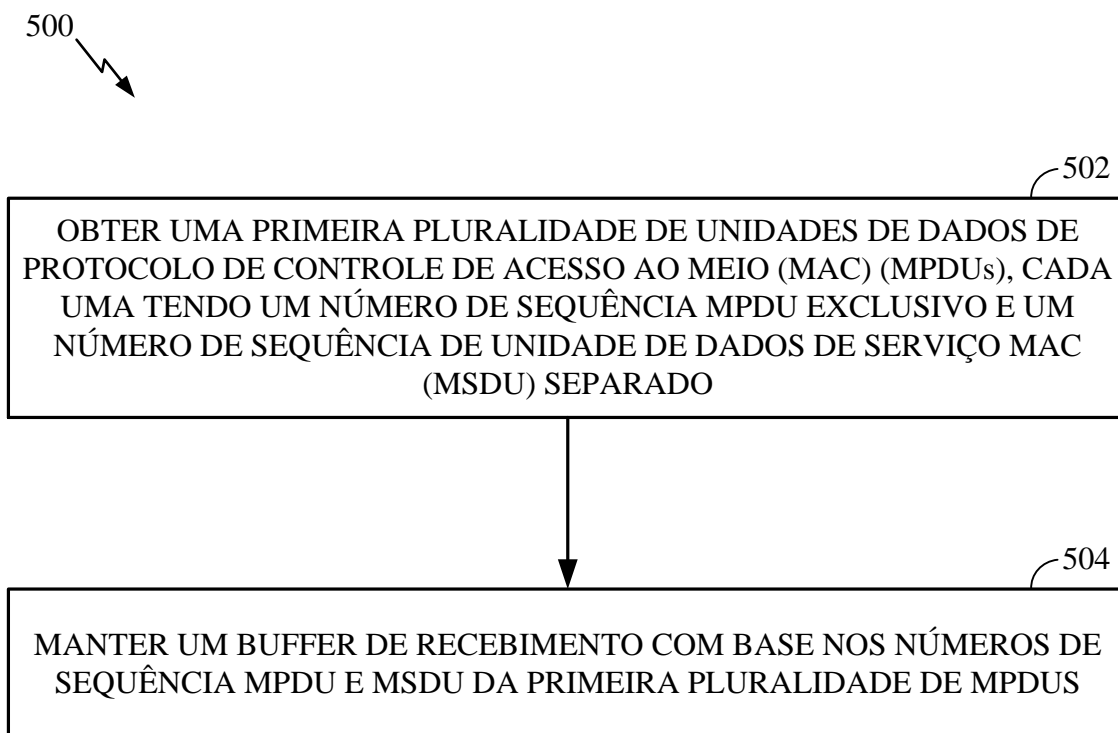 500
502
OBTER UMA PRIMEIRA PLURALIDADE DE UNIDADES DE DADOS DE
PROTOCOLO DE CONTROLE DE ACESSO AO MEIO (MAC) (MPDUs), CADA
UMA TENDO UM NÚMERO DE SEQUÊNCIA MPDU EXCLUSIVO E UM
NÚMERO DE SEQUÊNCIA DE UNIDADE DE DADOS DE SERVIÇO MAC
(MSDU) SEPARADO
504
MANTER UM BUFFER DE RECEBIMENTO COM BASE NOS NÚMEROS DE
SEQUÊNCIA MPDU E MSDU DA PRIMEIRA PLURALIDADE DE MPDUS